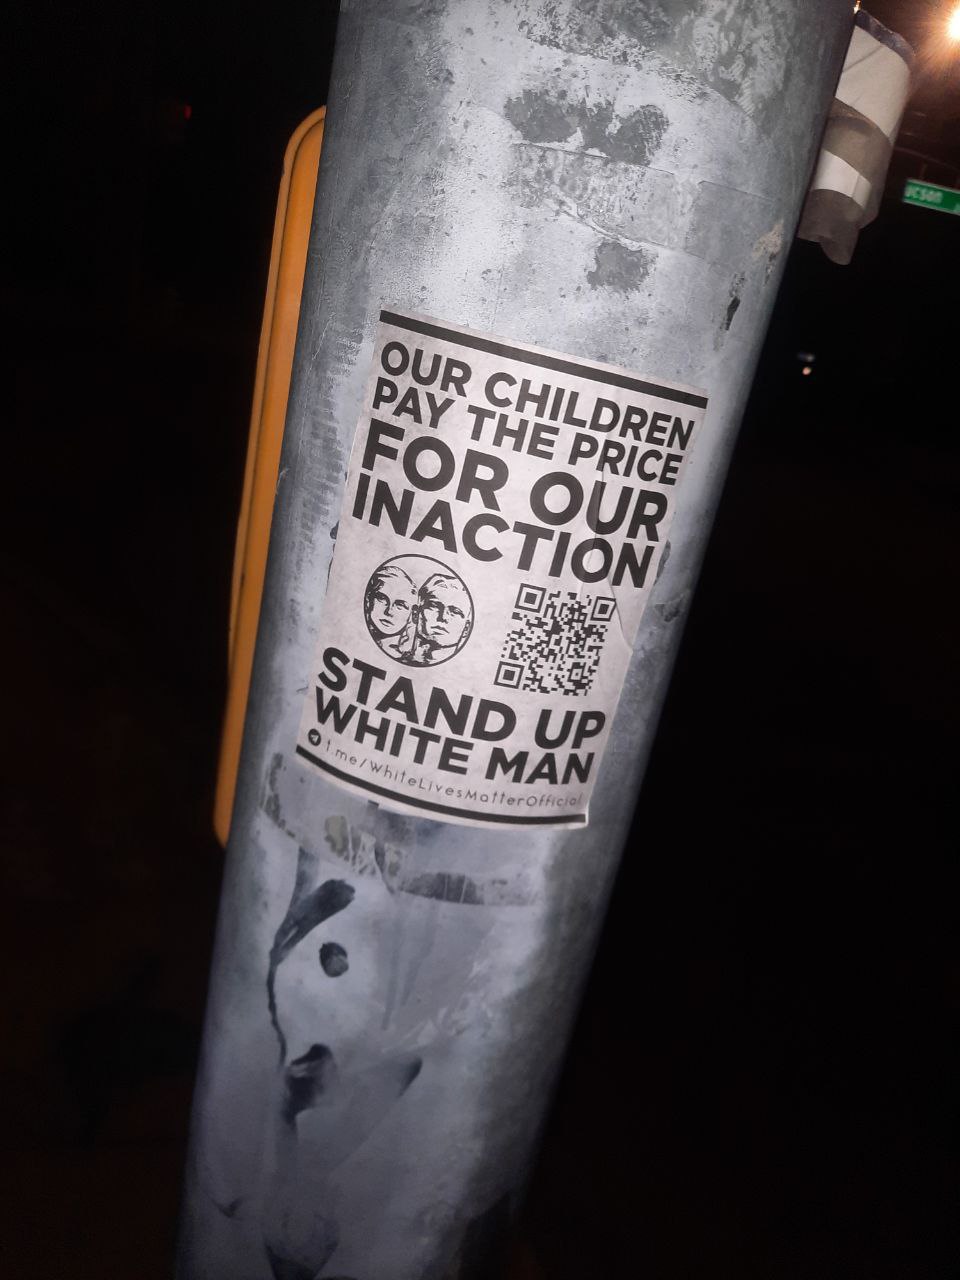 OUR CHILDREN
PAY THE PRICE
FOR OUR
INACTION
STAND UP
WHITE MAN
t.me/WhiteLivesMatterOfficial